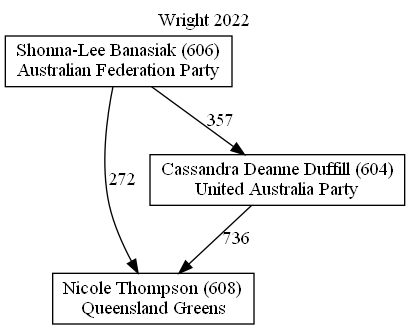 Wright 2022
Shonna-Lee Banasiak (606)
Australian Federation Party
357
Cassandra Deanne Duffill (604)
United Australia Party
272
736
Nicole Thompson (608)
Queensland Greens